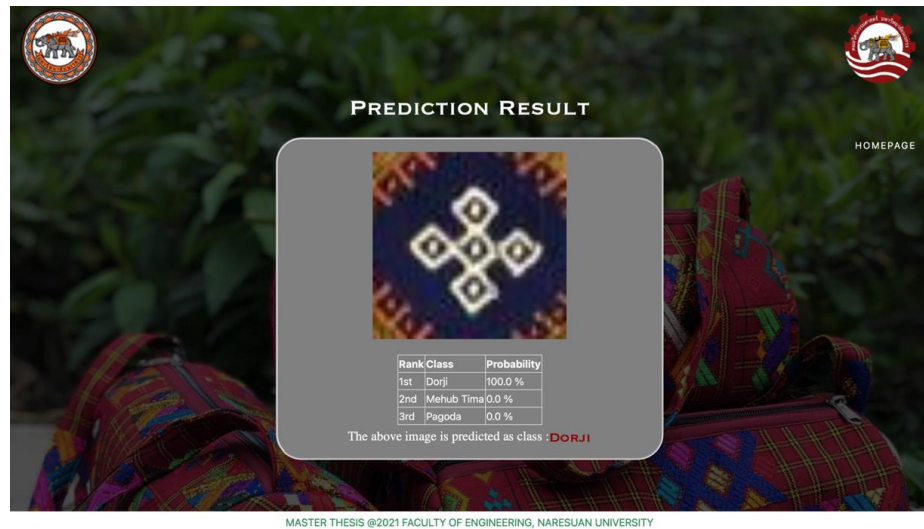 PREDICTION RESULT
HOMEPAGE
Rank Class Probability
1st Dorji 100.0 %
2nd Mehub Tima 0.0 %
3rd Pagoda 0.0 %
The above image is predicted as class :DORJI
MASTER THESIS @2021 FACULTY OF ENGINEERING, NARESUAN UNIVERSITY